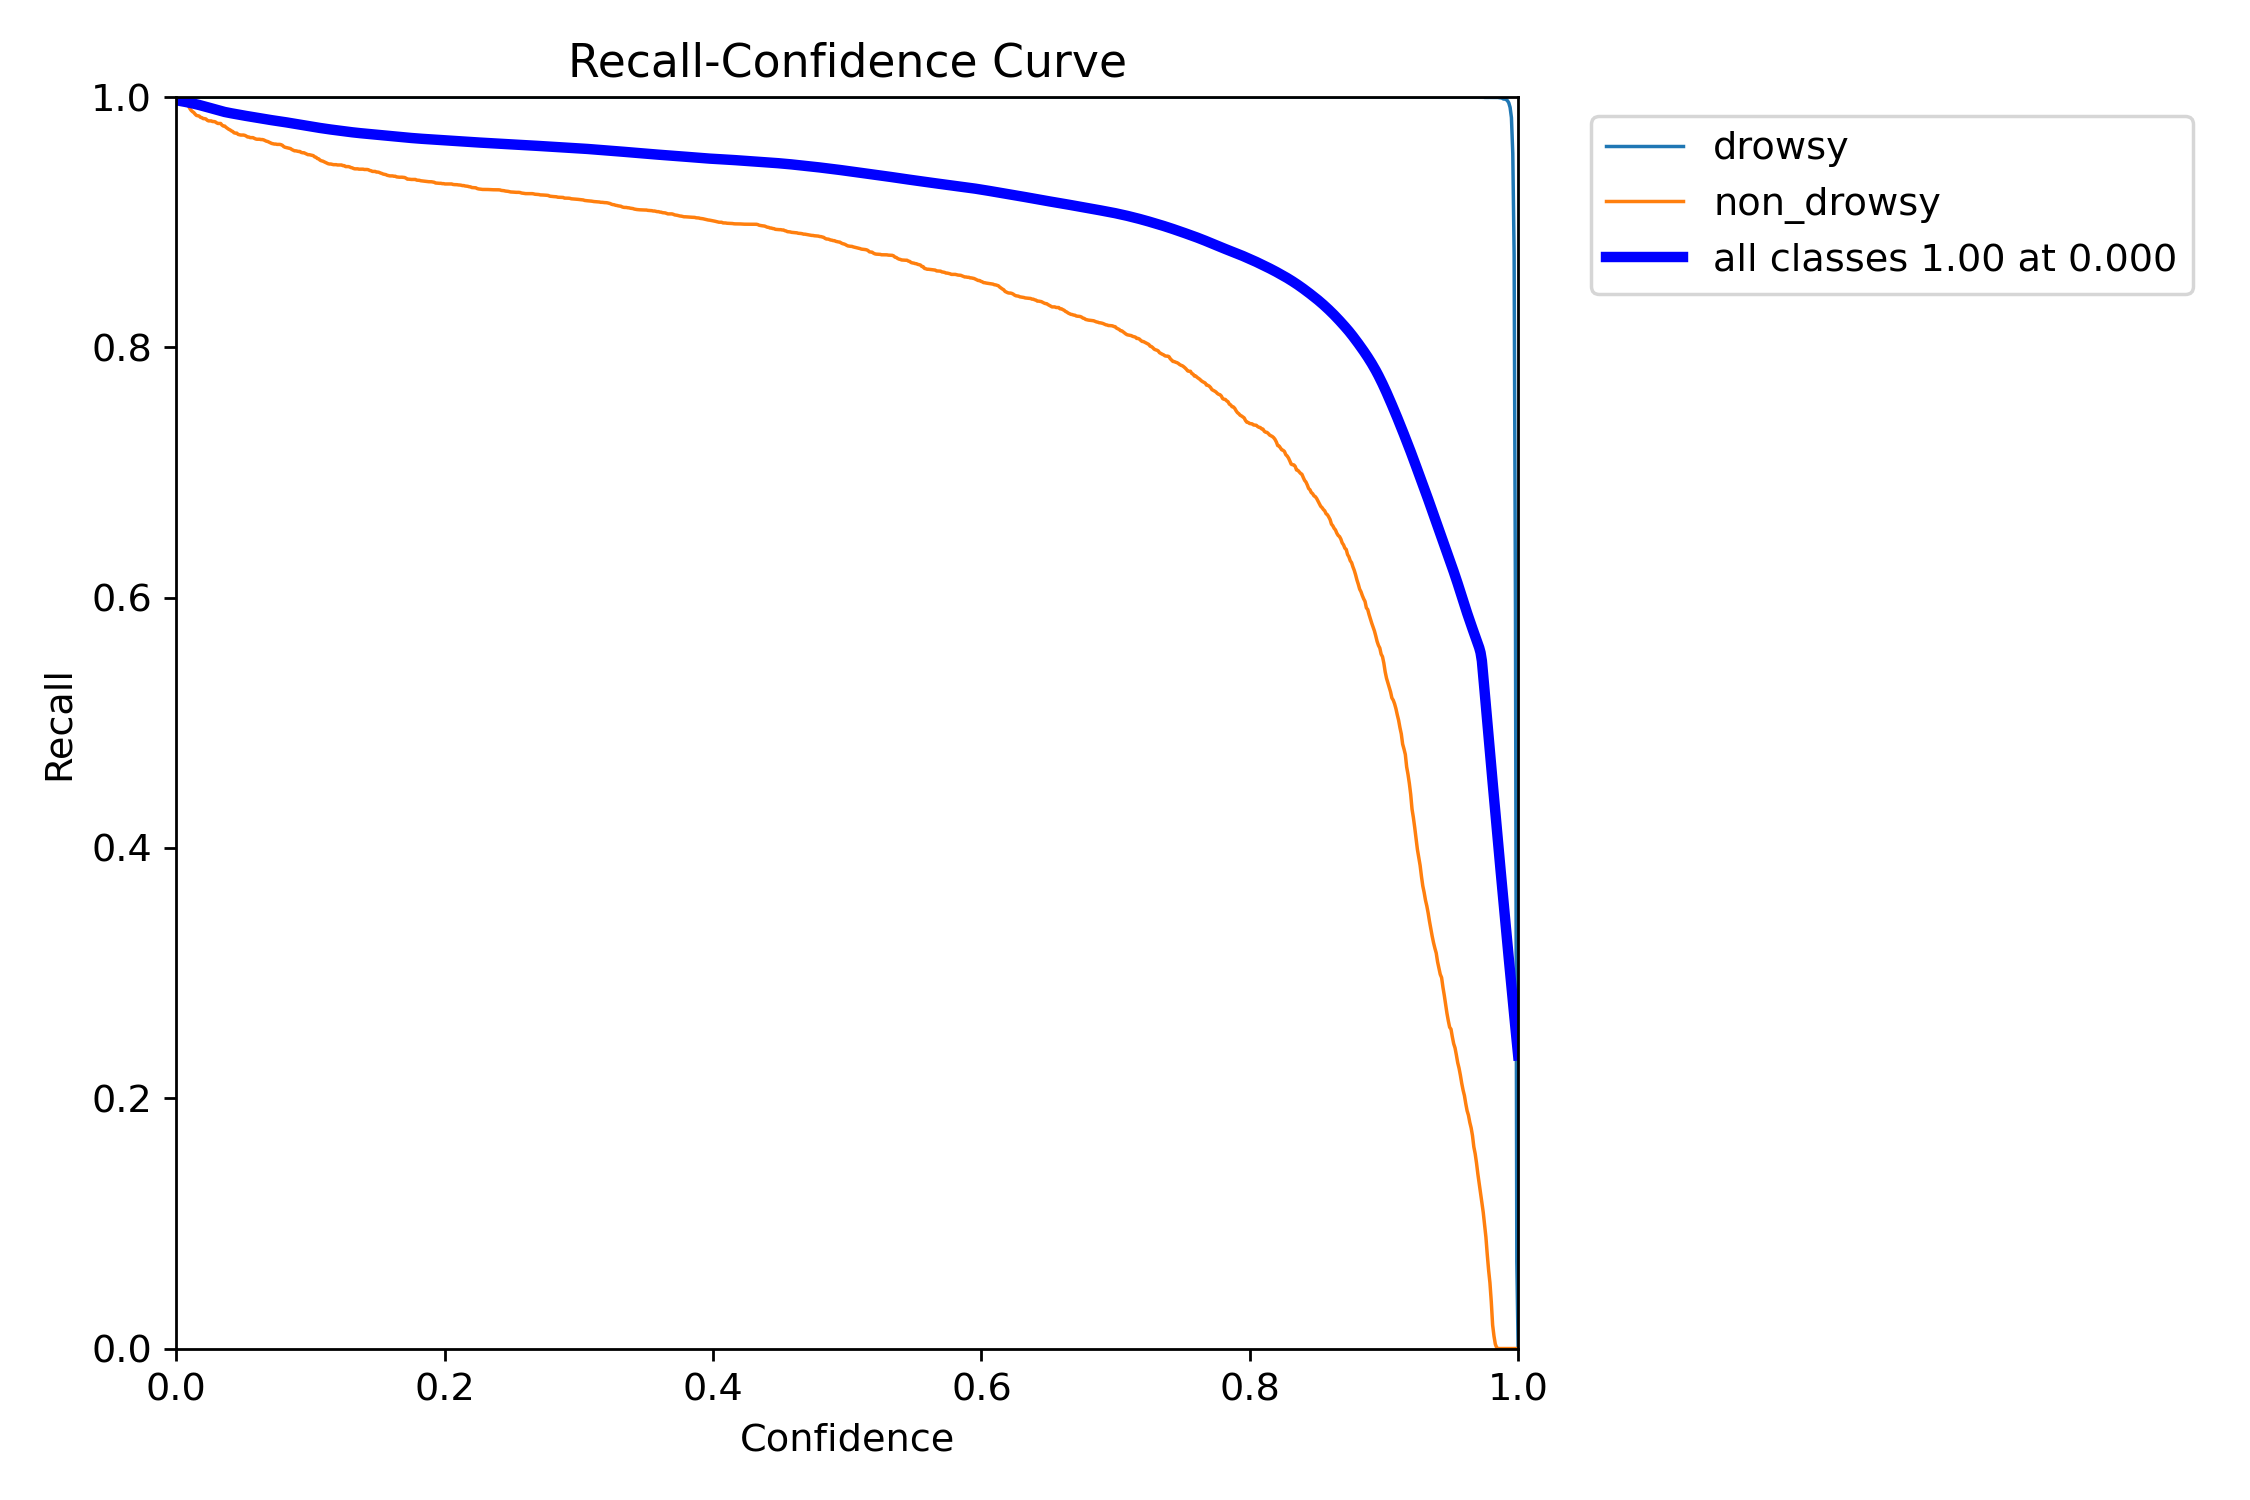 Recall-Confidence Curve
1.0
0.8
0.6
0.4
0.2
0.0
Recall
0.0 0.2 0.4 0.6 0.8 1.0
Confidence
drowsy
non_drowsy
all classes 1.00 at 0.000